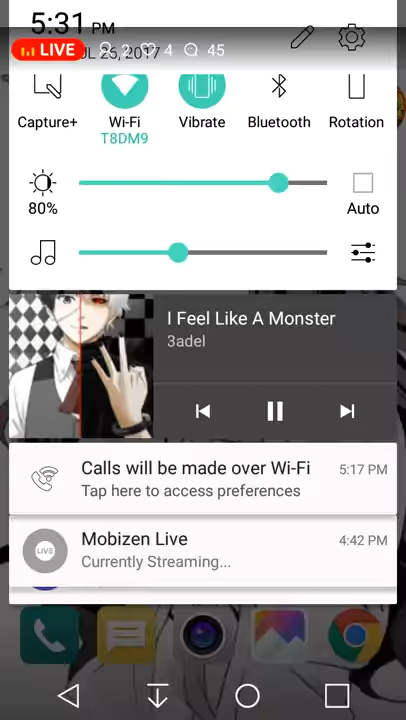 5:31 PM
LIVE 2 4 45
JUL 26, 2017
Capture+ Wi-Fi Vibrate Bluetooth Rotation
T8DM9
80% Auto
I Feel Like A Monster
3adel
Calls will be made over Wi-Fi 5:17 PM
Tap here to access preferences
LIVE Mobizen Live 4:42 PM
Currently Streaming...